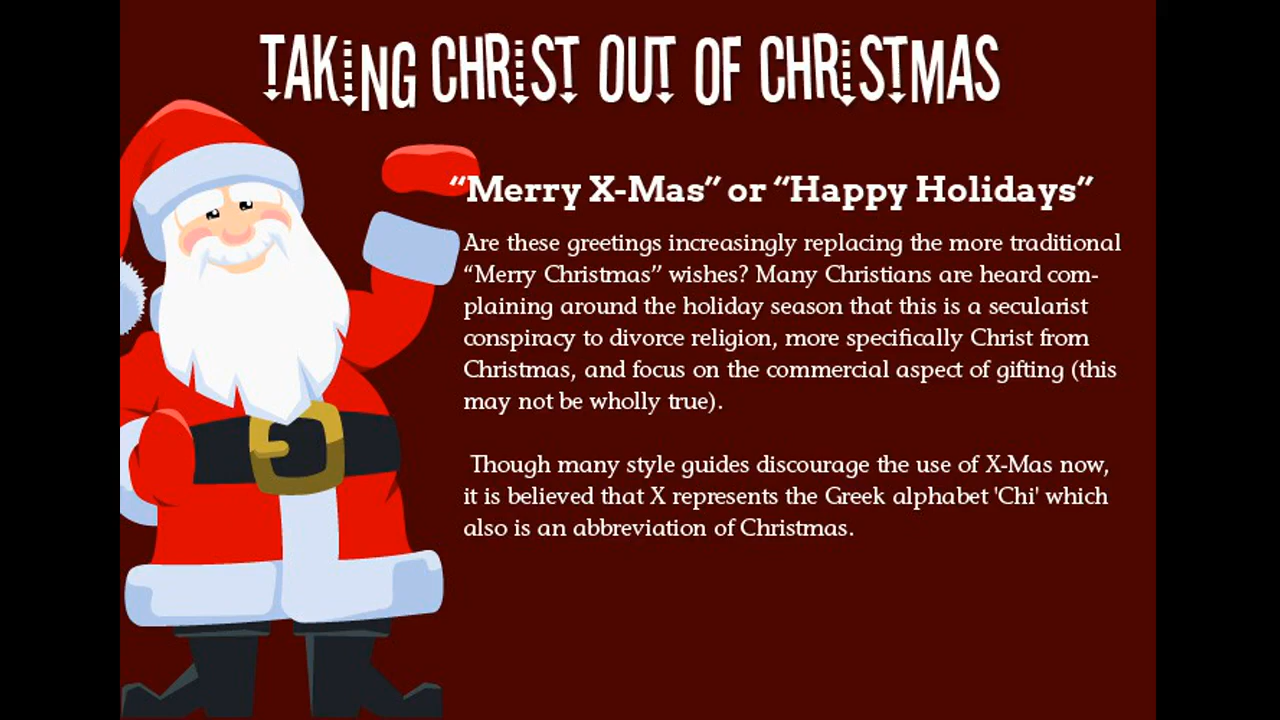 TAKING CHRIST OUT OF CHRISTMAS
“Merry X-Mas” or “Happy Holidays”
Are these greetings increasingly replacing the more traditional
“Merry Christmas” wishes? Many Christians are heard com-
plaining around the holiday season that this is a secularist
conspiracy to divorce religion, more specifically Christ from
Christmas, and focus on the commercial aspect of gifting (this
may not be wholly true).
Though many style guides discourage the use of X-Mas now,
it is believed that X represents the Greek alphabet 'Chi' which
also is an abbreviation of Christmas.